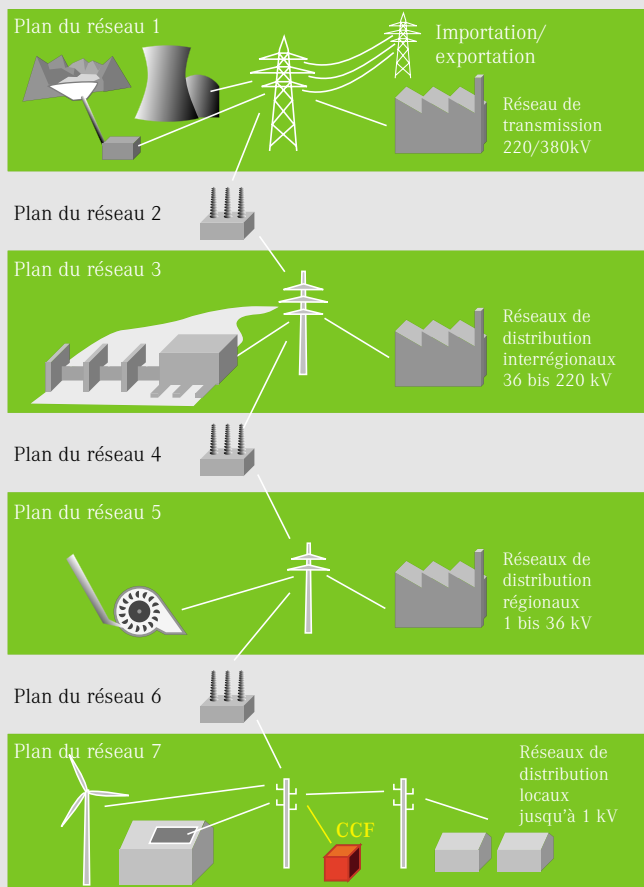 Plan du réseau 1
Importation/
exportation
Réseau de
transmission
220/380kV
Plan du réseau 2
Plan du réseau 3
Réseaux de
distribution
interrégionaux
36 bis 220 kV
Plan du réseau 4
Plan du réseau 5
Réseaux de
distribution
régionaux
1 bis 36 kV
Plan du réseau 6
Plan du réseau 7
Réseaux de
distribution
locaux
jusqu'à 1 kV
CCF